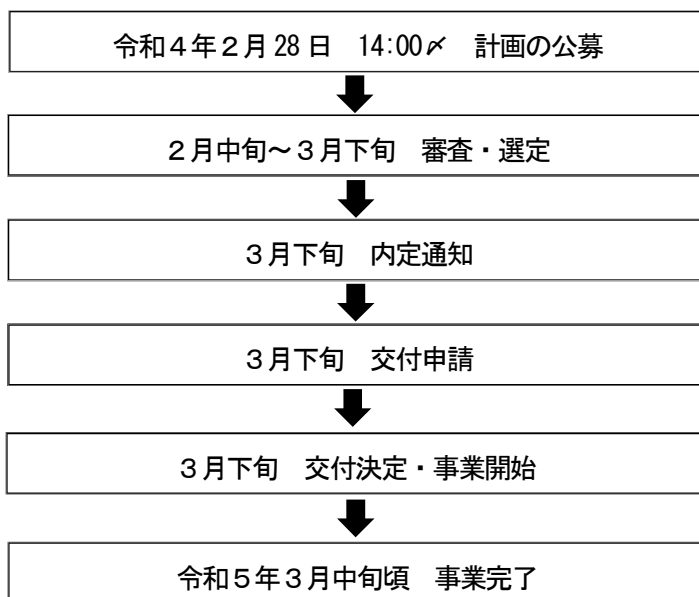 令和４年２月28日　14:00〆　計画の公募
２月中旬～３月下旬　審査・選定
３月下旬　内定通知
３月下旬　交付申請
３月下旬　交付決定・事業開始
令和５年３月中旬頃　事業完了